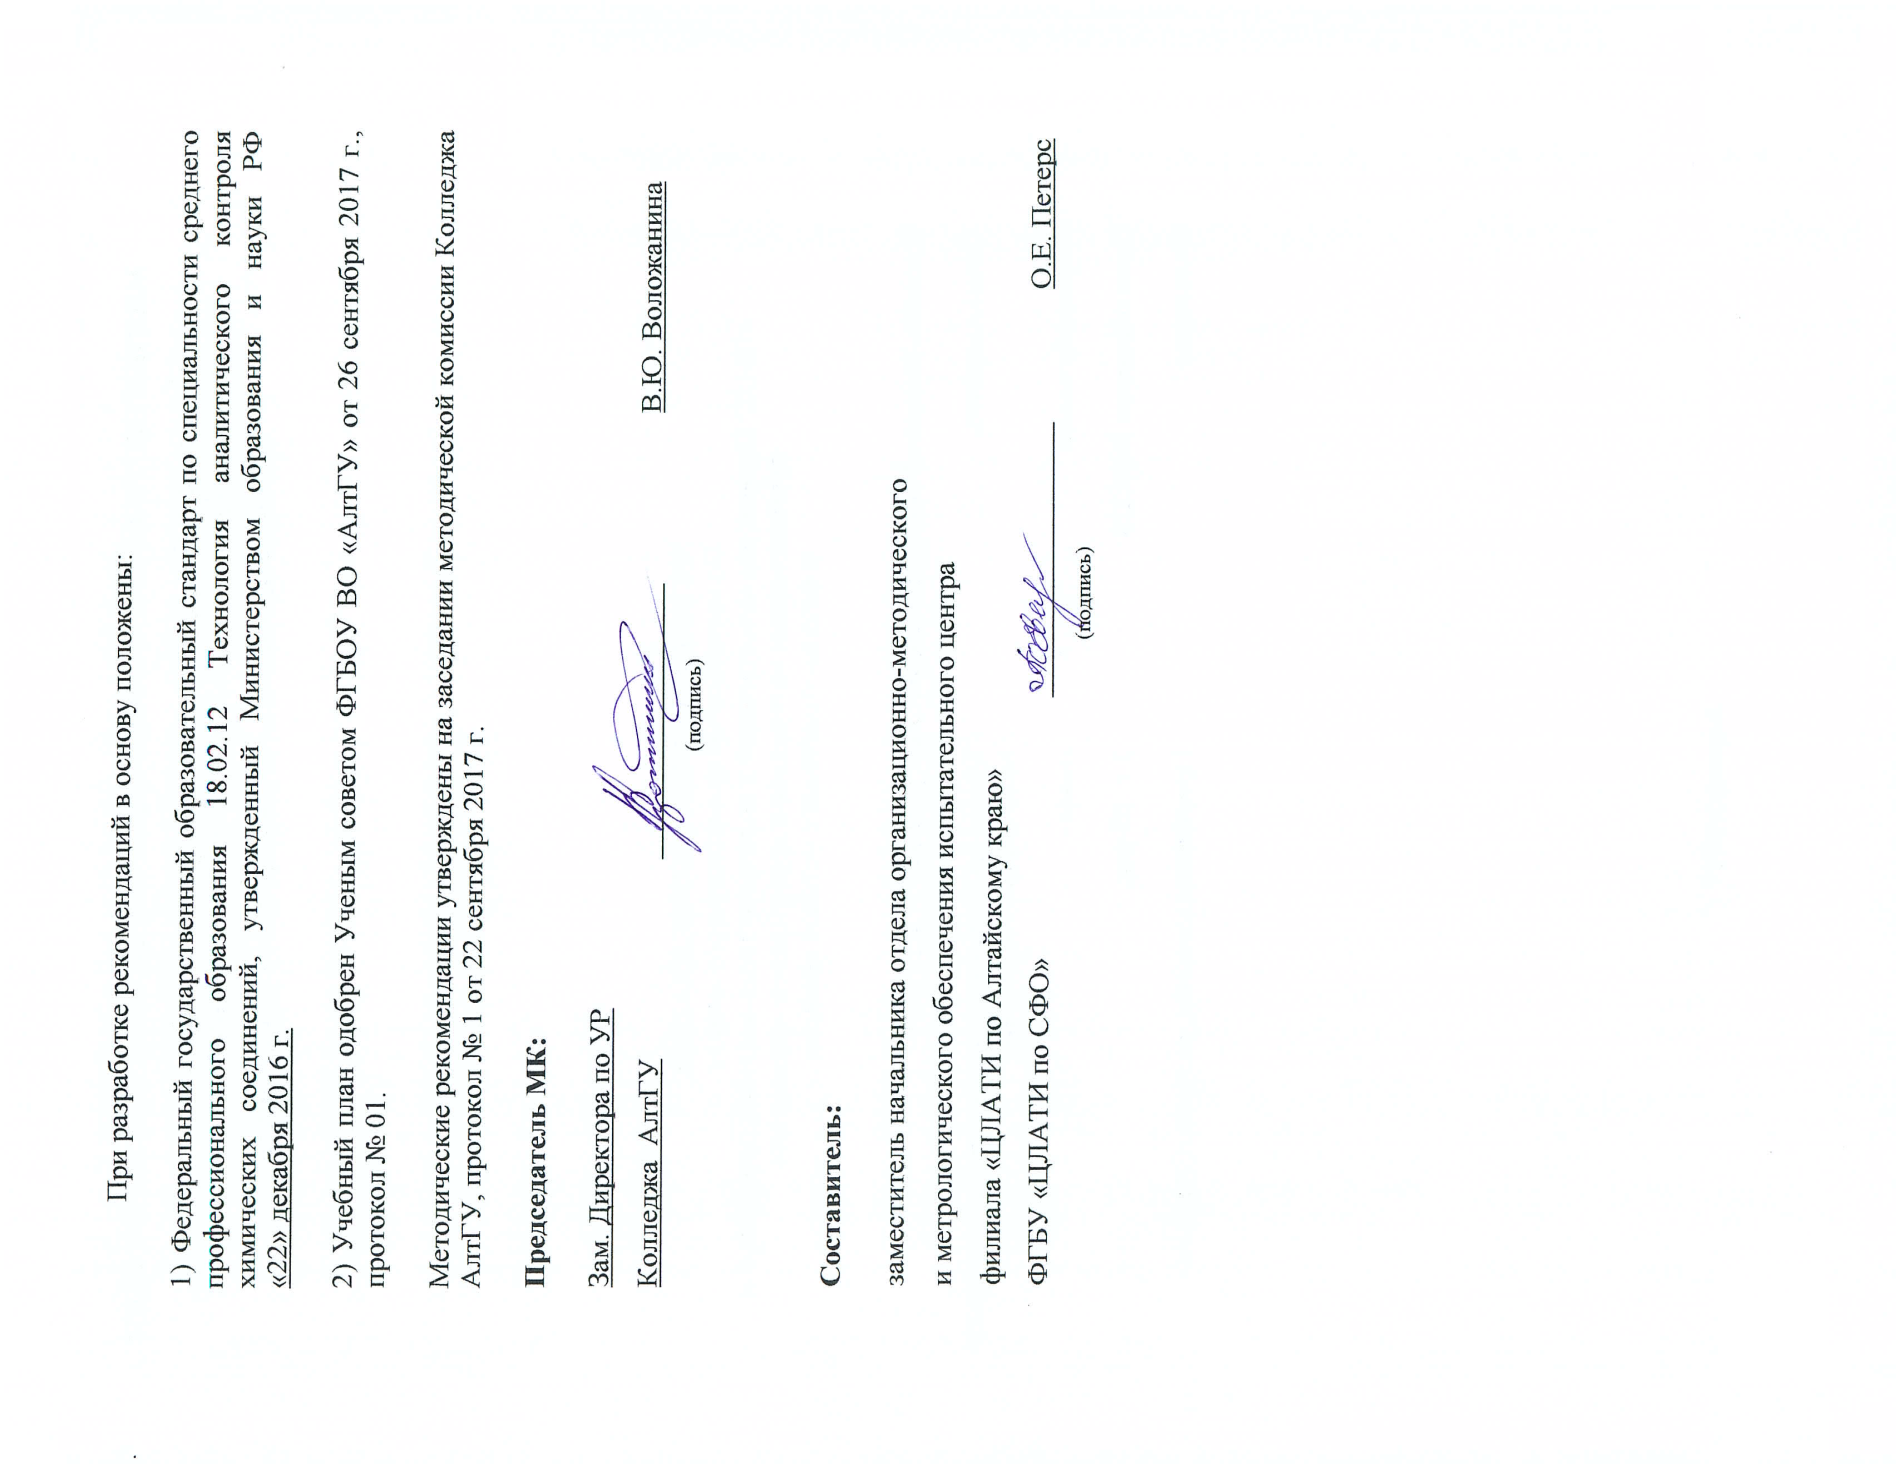 При разработке рекомендаций в основу положены:
1) Федеральный государственный образовательный стандарт по специальности среднего
профессионального образования 18.02.12 Технология аналитического контроля
химических соединений, утвержденный Министерством образования и науки РФ
«22» декабря 2016 г.
2) Учебный план одобрен Ученым советом ФГБОУ ВО «АлтГУ» от 26 сентября 2017 г.,
протокол № 01.
Методические рекомендации утверждены на заседании методической комиссии Колледжа
АлтГУ, протокол № 1 от 22 сентября 2017 г.
Председатель МК:
Зам. Директора по УР
Колледжа АлтГУ В.Ю. Воложанина
(подпись)
Составитель:
заместитель начальника отдела организационно-методического
и метрологического обеспечения испытательного центра
филиала «ЦЛАТИ по Алтайскому краю»
ФГБУ «ЦЛАТИ по СФО» О.Е. Петерс
(подпись)